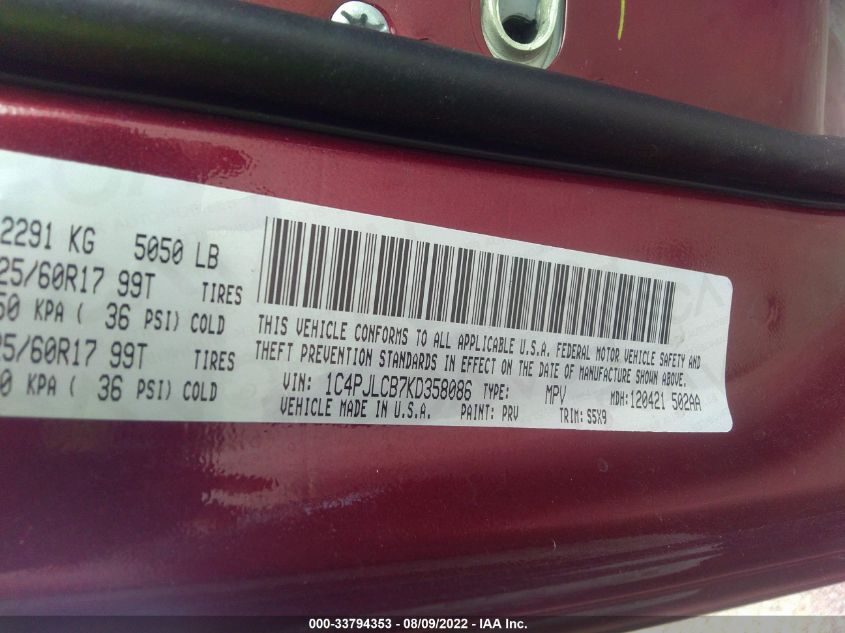 2291 KG 5050 LB
25/60R17 99T TIRES
50 KPA ( 36 PSI) COLD
25/60R17 99T TIRES
0 KPA ( 36 PSI) COLD
THIS VEHICLE CONFORMS TO ALL APPLICABLE U.S.A. FEDERAL MOTOR VEHICLE SAFETY AND
THEFT PREVENTION STANDARDS IN EFFECT ON THE DATE OF MANUFACTURE SHOWN ABOVE.
VIN: 1C4PJLCB7KD358086 TYPE: MPV MDH:120421 502AA
VEHICLE MADE IN U.S.A. PAINT: PRV TRIM: S5X9
000-33794353 - 08/09/2022 - IAA Inc.